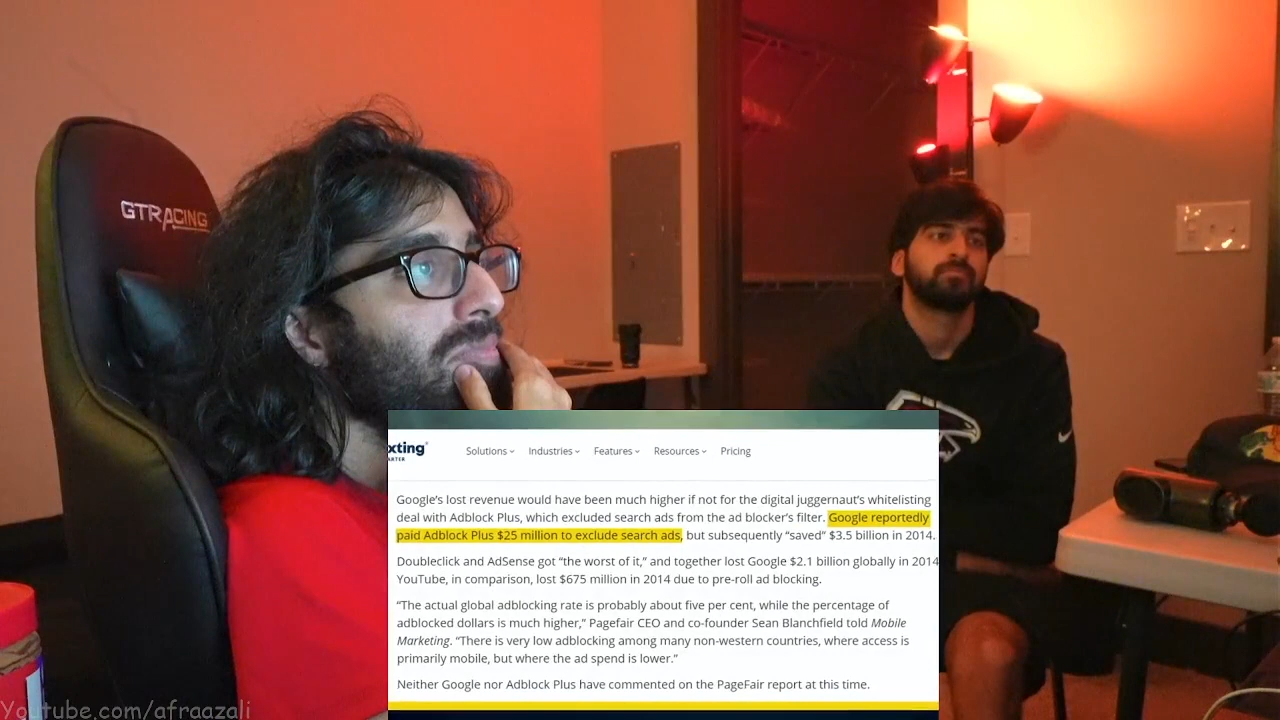 GTRACING
xting
ARTER
Solutions Industries Features Resources Pricing
Google's lost revenue would have been much higher if not for the digital juggernaut's whitelisting
deal with Adblock Plus, which excluded search ads from the ad blocker's filter. Google reportedly
paid Adblock Plus $25 million to exclude search ads, but subsequently “saved” $3.5 billion in 2014.
Doubleclick and AdSense got “the worst of it,” and together lost Google $2.1 billion globally in 2014
YouTube, in comparison, lost $675 million in 2014 due to pre-roll ad blocking.
“The actual global adblocking rate is probably about five per cent, while the percentage of
adblocked dollars is much higher,” Pagefair CEO and co-founder Sean Blanchfield told Mobile
Marketing. “There is very low adblocking among many non-western countries, where access is
primarily mobile, but where the ad spend is lower.”
Neither Google nor Adblock Plus have commented on the PageFair report at this time.
Youtube.com/afraazali